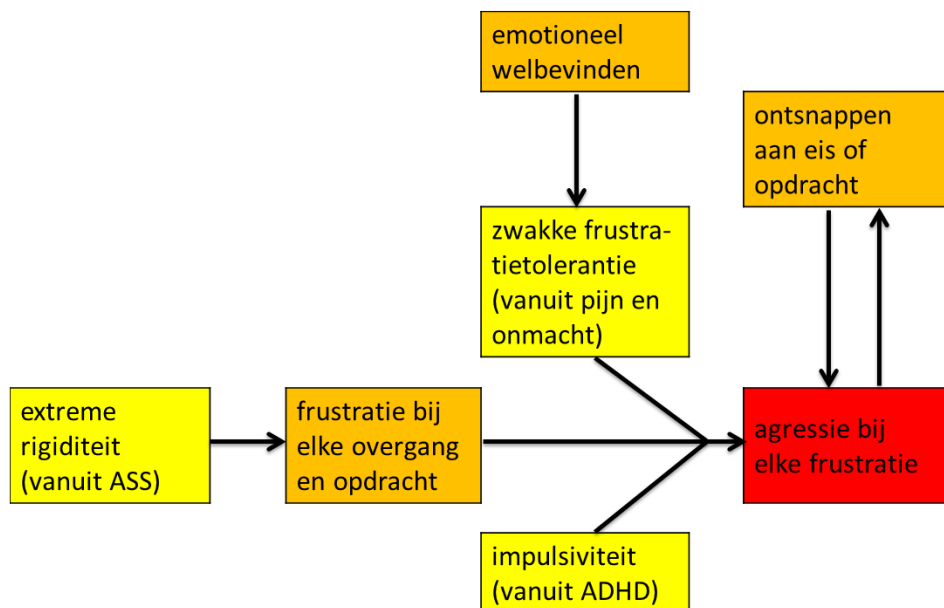 emotioneel
welbevinden
ontsnappen
aan eis of
opdracht
zwakke frustra-
tietolerantie
(vanuit pijn en
onmacht)
extreme
rigiditeit
(vanuit ASS)
frustratie bij
elke overgang
en opdracht
agressie bij
elke frustratie
impulsiviteit
(vanuit ADHD)